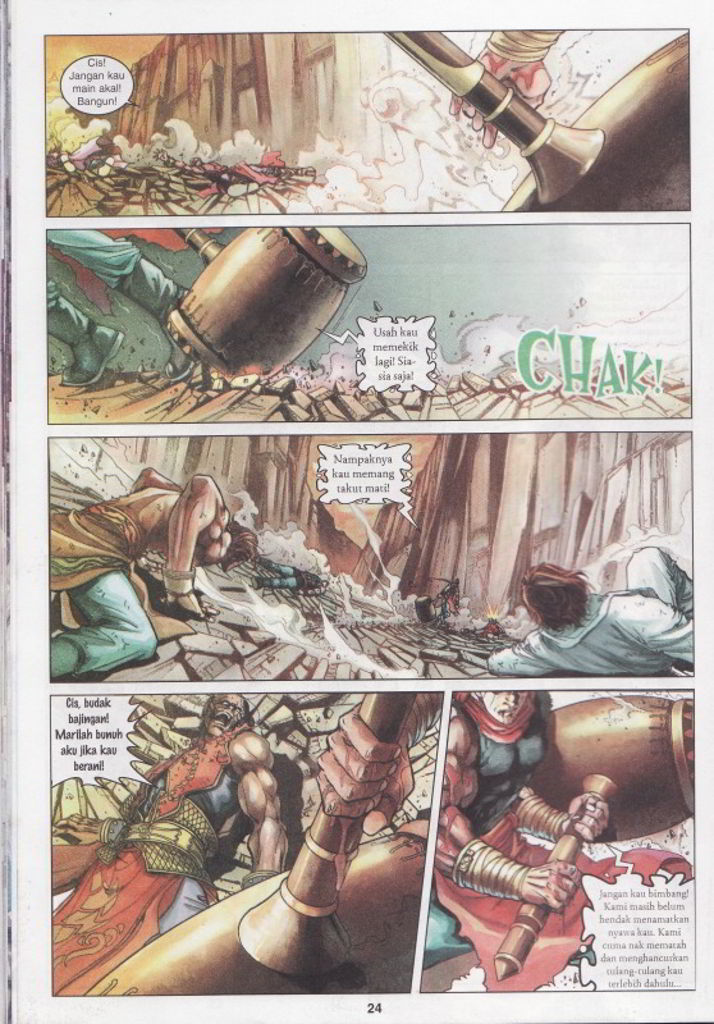 Cis!
Jangan kau
main akal!
Bangun!
Usah kau
memekik
lagi! Sia-
sia saja!
CHAK!
Nampaknya
kau memang
takut mati!
Cis, budak
bajingan!
Marilah bunuh
aku jika kau
berani!
Jangan kau bimbang!
Kami masih belum
hendak menamatkan
nyawa kau. Kami
cuma nak mematah
dan menghancurkan
tulang-tulang kau
terlebih dahulu...
24